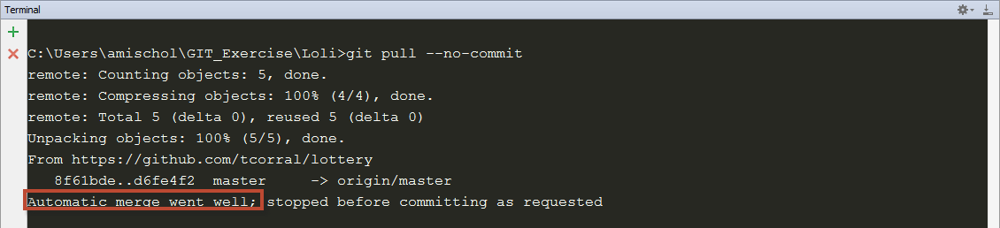 Terminal
C:\Users\amischol\GIT_Exercise\Loli>git pull --no-commit
remote: Counting objects: 5, done.
remote: Compressing objects: 100% (4/4), done.
remote: Total 5 (delta 0), reused 5 (delta 0)
Unpacking objects: 100% (5/5), done.
From https://github.com/tcorral/lottery
   8f61bde..d6fe4f2  master     -> origin/master
Automatic merge went well; stopped before committing as requested